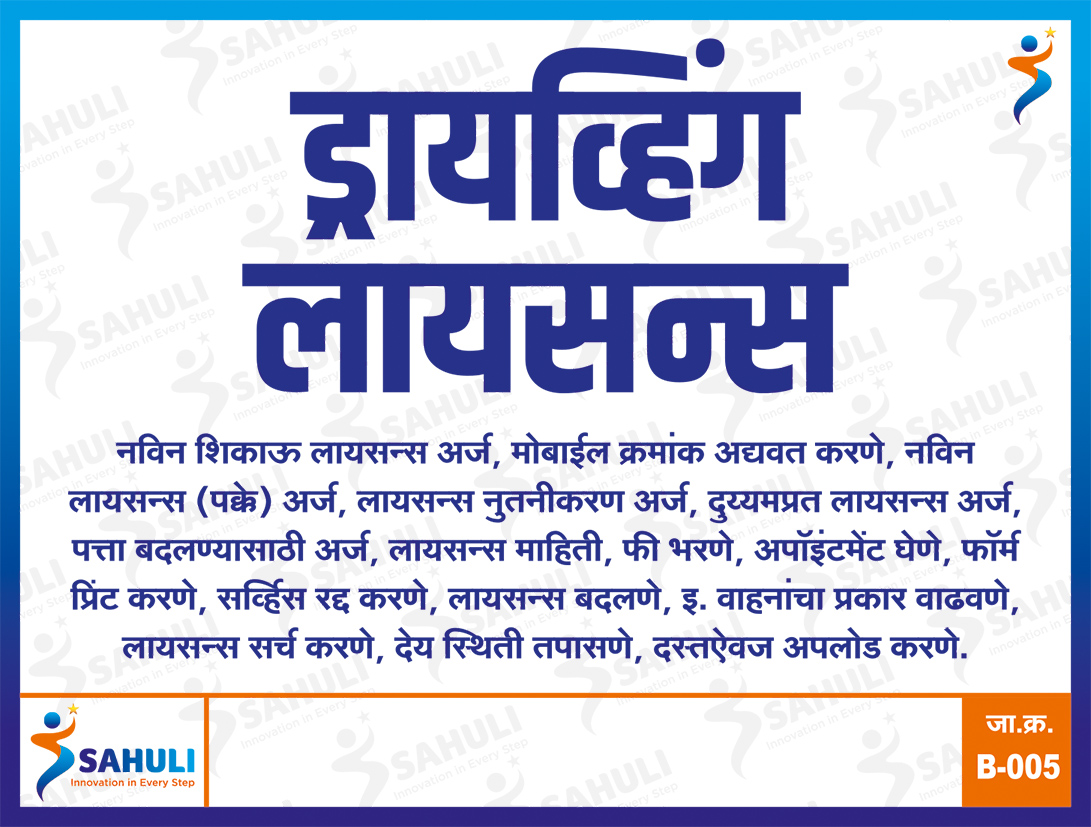 ड्रायव्हिंग
लायसन्स
नविन शिकाऊ लायसन्स अर्ज, मोबाईल क्रमांक अद्यवत करणे, नविन
लायसन्स (पक्के) अर्ज, लायसन्स नुतनीकरण अर्ज, दुय्यमप्रत लायसन्स अर्ज,
पत्ता बदलण्यासाठी अर्ज, लायसन्स माहिती, फी भरणे, अपॉइंटमेंट घेणे, फॉर्म
प्रिंट करणे, सर्व्हिस रद्द करणे, लायसन्स बदलणे, इ. वाहनांचा प्रकार वाढवणे,
लायसन्स सर्च करणे, देय स्थिती तपासणे, दस्तऐवज अपलोड करणे.
SAHULI
Innovation in Every Step
जा.क्र.
B-005